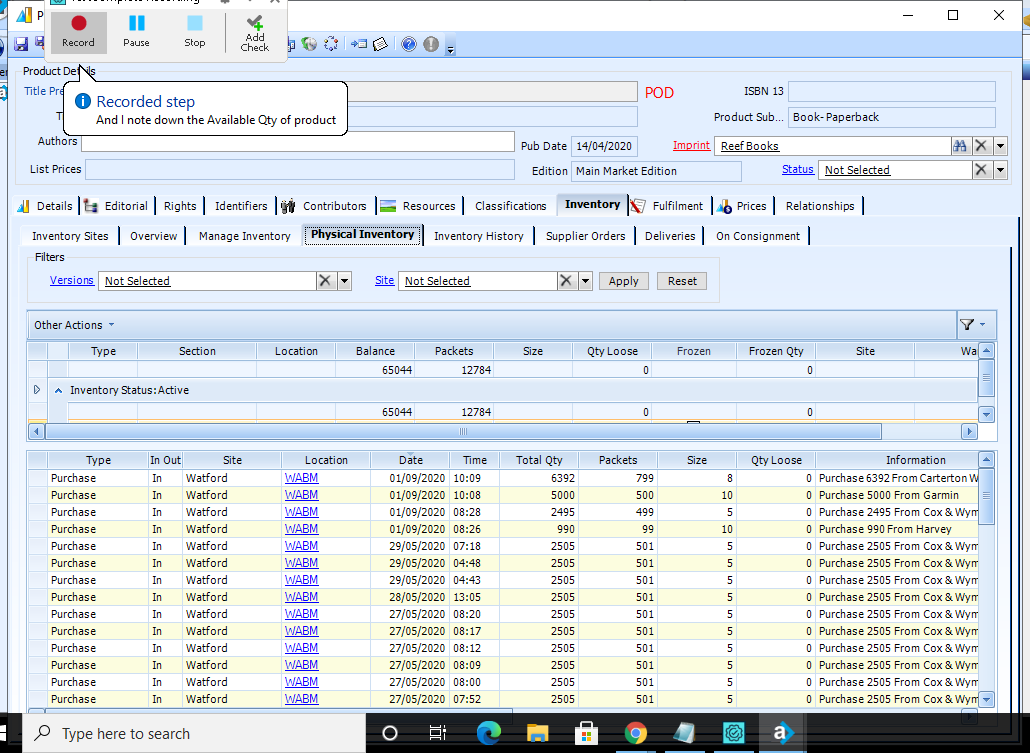 Record
Pause
Stop
Add
Check
Product Details
Recorded step
And I note down the Available Qty of product
POD
ISBN 13
Product Sub...
Book- Paperback
Authors
Pub Date
14/04/2020
Imprint
Reef Books
List Prices
Edition
Main Market Edition
Status
Not Selected
Details
Editorial
Rights
Identifiers
Contributors
Resources
Classifications
Inventory
Fulfilment
Prices
Relationships
Inventory Sites
Overview
Manage Inventory
Physical Inventory
Inventory History
Supplier Orders
Deliveries
On Consignment
Filters
Versions
Not Selected
Site
Not Selected
Apply
Reset
Other Actions
Type Section Location Balance Packets Size Qty Loose Frozen Frozen Qty Site Wa
65044 12784 0 0
Inventory Status:Active
65044 12784 0 0
Type In Out Site Location Date Time Total Qty Packets Size Qty Loose Information
Purchase In Watford WABM 01/09/2020 10:09 6392 799 8 0 Purchase 6392 From Carterton W
Purchase In Watford WABM 01/09/2020 10:08 5000 500 10 0 Purchase 5000 From Garmin
Purchase In Watford WABM 01/09/2020 08:28 2495 499 5 0 Purchase 2495 From Cox & Wym
Purchase In Watford WABM 01/09/2020 08:26 990 99 10 0 Purchase 990 From Harvey
Purchase In Watford WABM 29/05/2020 07:18 2505 501 5 0 Purchase 2505 From Cox & Wym
Purchase In Watford WABM 29/05/2020 04:48 2505 501 5 0 Purchase 2505 From Cox & Wym
Purchase In Watford WABM 29/05/2020 04:43 2505 501 5 0 Purchase 2505 From Cox & Wym
Purchase In Watford WABM 28/05/2020 13:05 2505 501 5 0 Purchase 2505 From Cox & Wym
Purchase In Watford WABM 27/05/2020 08:20 2505 501 5 0 Purchase 2505 From Cox & Wym
Purchase In Watford WABM 27/05/2020 08:17 2505 501 5 0 Purchase 2505 From Cox & Wym
Purchase In Watford WABM 27/05/2020 08:12 2505 501 5 0 Purchase 2505 From Cox & Wym
Purchase In Watford WABM 27/05/2020 08:09 2505 501 5 0 Purchase 2505 From Cox & Wym
Purchase In Watford WABM 27/05/2020 08:00 2505 501 5 0 Purchase 2505 From Cox & Wym
Purchase In Watford WABM 27/05/2020 07:52 2505 501 5 0 Purchase 2505 From Cox & Wym
Type here to search